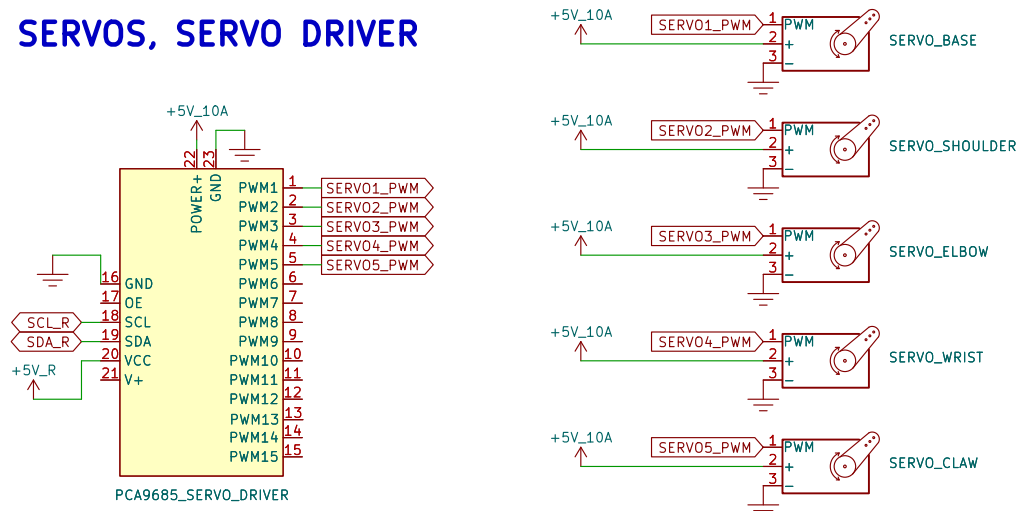 SERVOS, SERVO DRIVER
+5V_10A
22
23
POWER+
GND
PWM1 1 SERVO1_PWM
PWM2 2 SERVO2_PWM
PWM3 3 SERVO3_PWM
PWM4 4 SERVO4_PWM
PWM5 5 SERVO5_PWM
16 GND PWM6 6
17 OE PWM7 7
SCL_R 18 SCL PWM8 8
SDA_R 19 SDA PWM9 9
20 VCC PWM10 10
+5V_R
21 V+ PWM11 11
PWM12 12
PWM13 13
PWM14 14
PWM15 15
PCA9685_SERVO_DRIVER
+5V_10A
SERVO1_PWM 1 PWM
2 +
3 −
SERVO_BASE
+5V_10A
SERVO2_PWM 1 PWM
2 +
3 −
SERVO_SHOULDER
+5V_10A
SERVO3_PWM 1 PWM
2 +
3 −
SERVO_ELBOW
+5V_10A
SERVO4_PWM 1 PWM
2 +
3 −
SERVO_WRIST
+5V_10A
SERVO5_PWM 1 PWM
2 +
3 −
SERVO_CLAW